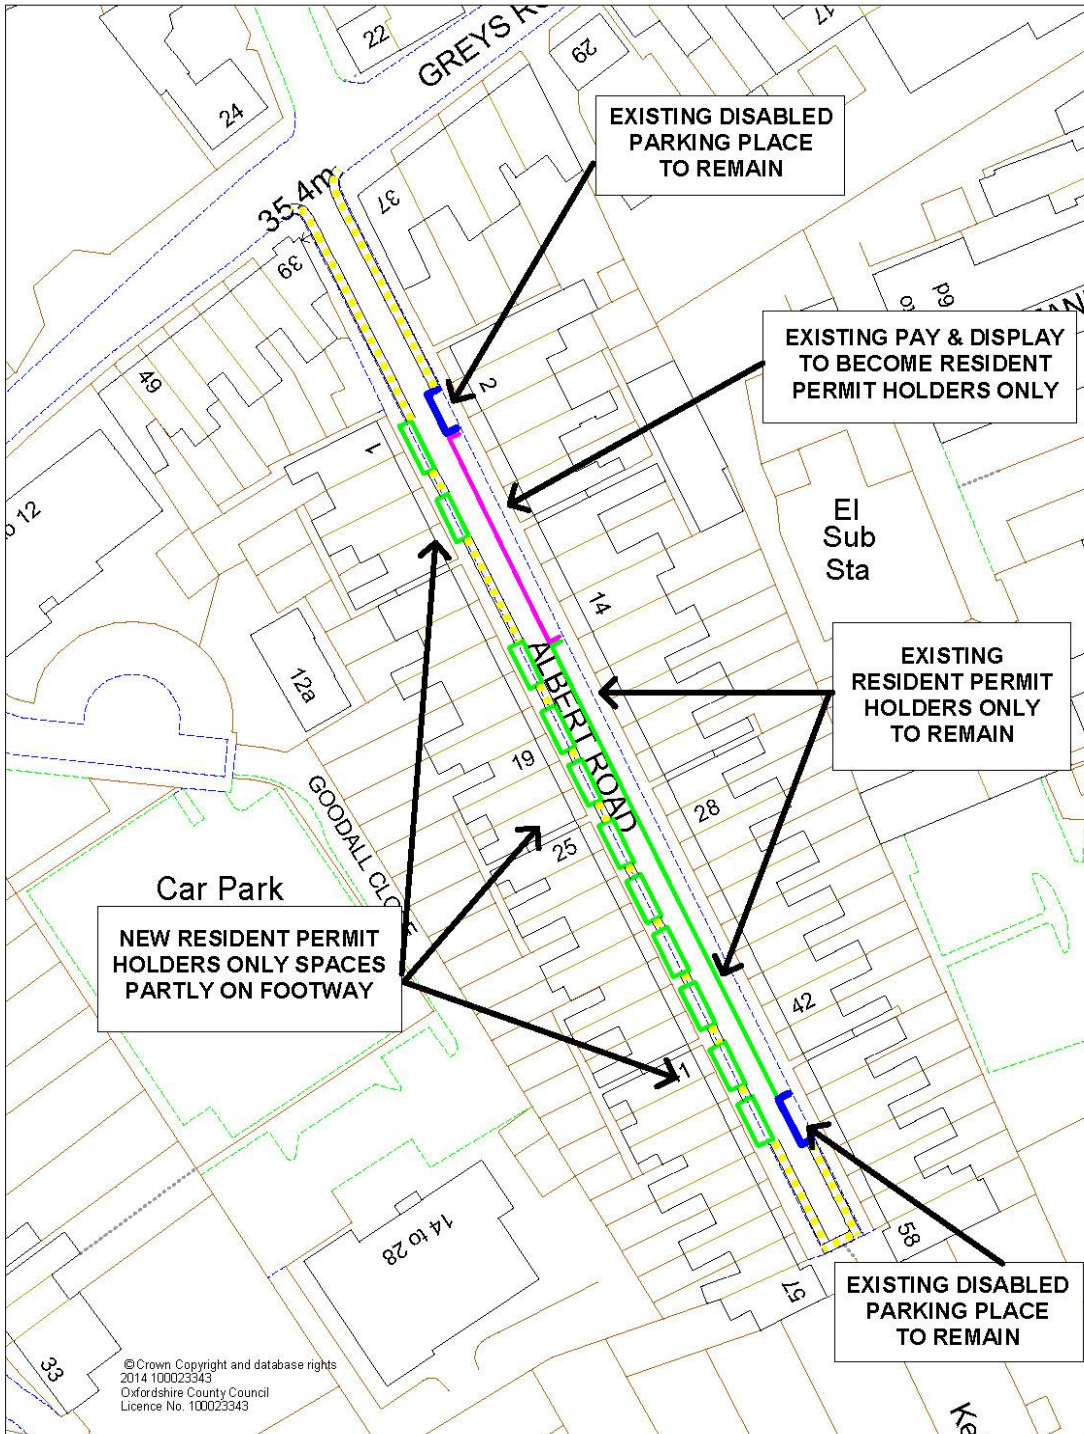 22
GREYS
29
17
24
EXISTING DISABLED
PARKING PLACE
TO REMAIN
35.4m
37
39
EXISTING PAY & DISPLAY
TO BECOME RESIDENT
PERMIT HOLDERS ONLY
49
2
1
12
El
Sub
Sta
14
12a
ALBERT ROAD
EXISTING
RESIDENT PERMIT
HOLDERS ONLY
TO REMAIN
19
28
GOODALL CLOSE
25
Car Park
NEW RESIDENT PERMIT
HOLDERS ONLY SPACES
PARTLY ON FOOTWAY
42
14 to 28
58
57
EXISTING DISABLED
PARKING PLACE
TO REMAIN
33
© Crown Copyright and database rights
2014 100023343
Oxfordshire County Council
Licence No. 100023343